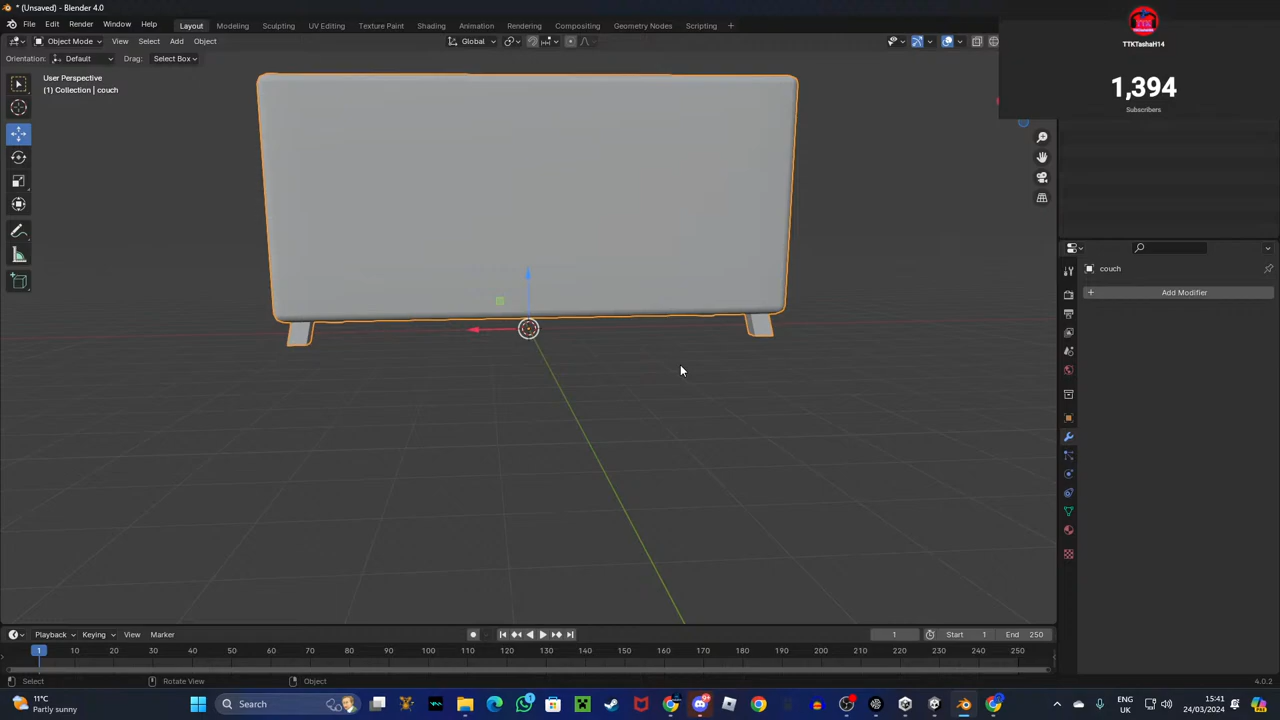 * (Unsaved) - Blender 4.0
File Edit Render Window Help Layout Modeling Sculpting UV Editing Texture Paint Shading Animation Rendering Compositing Geometry Nodes Scripting +
Object Mode View Select Add Object Global
Orientation: Default Drag: Select Box
User Perspective
(1) Collection | couch
TTK
TTKTashaH14
1,394
Subscribers
couch
+ Add Modifier
Playback Keying View Marker 1 Start 1 End 250
1 10 20 30 40 50 60 70 80 90 100 110 120 130 140 150 160 170 180 190 200 210 220 230 240 250
Select Rotate View Object 4.0.2
11°C
Partly sunny
Search
1
ENG
UK
15:41
24/03/2024